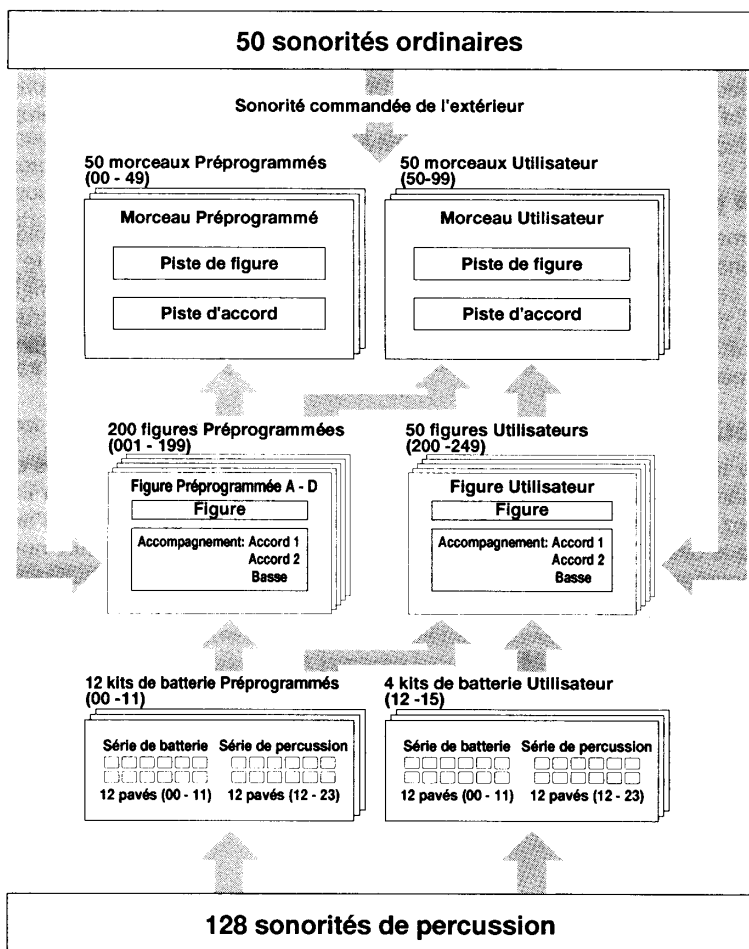 50 sonorités ordinaires
Sonorité commandée de l'extérieur
50 morceaux Préprogrammés
(00 - 49)
50 morceaux Utilisateur
(50-99)
Morceau Préprogrammé
Piste de figure
Piste d'accord
Morceau Utilisateur
Piste de figure
Piste d'accord
200 figures Préprogrammées
(001 - 199)
50 figures Utilisateurs
(200 -249)
Figure Préprogrammée A - D
Figure
Accompagnement: Accord 1
Accord 2
Basse
Figure Utilisateur
Figure
Accompagnement: Accord 1
Accord 2
Basse
12 kits de batterie Préprogrammés
(00 -11)
4 kits de batterie Utilisateur
(12 -15)
Série de batterie
Série de percussion
12 pavés (00 - 11)
12 pavés (12 - 23)
Série de batterie
Série de percussion
12 pavés (00 - 11)
12 pavés (12 - 23)
128 sonorités de percussion